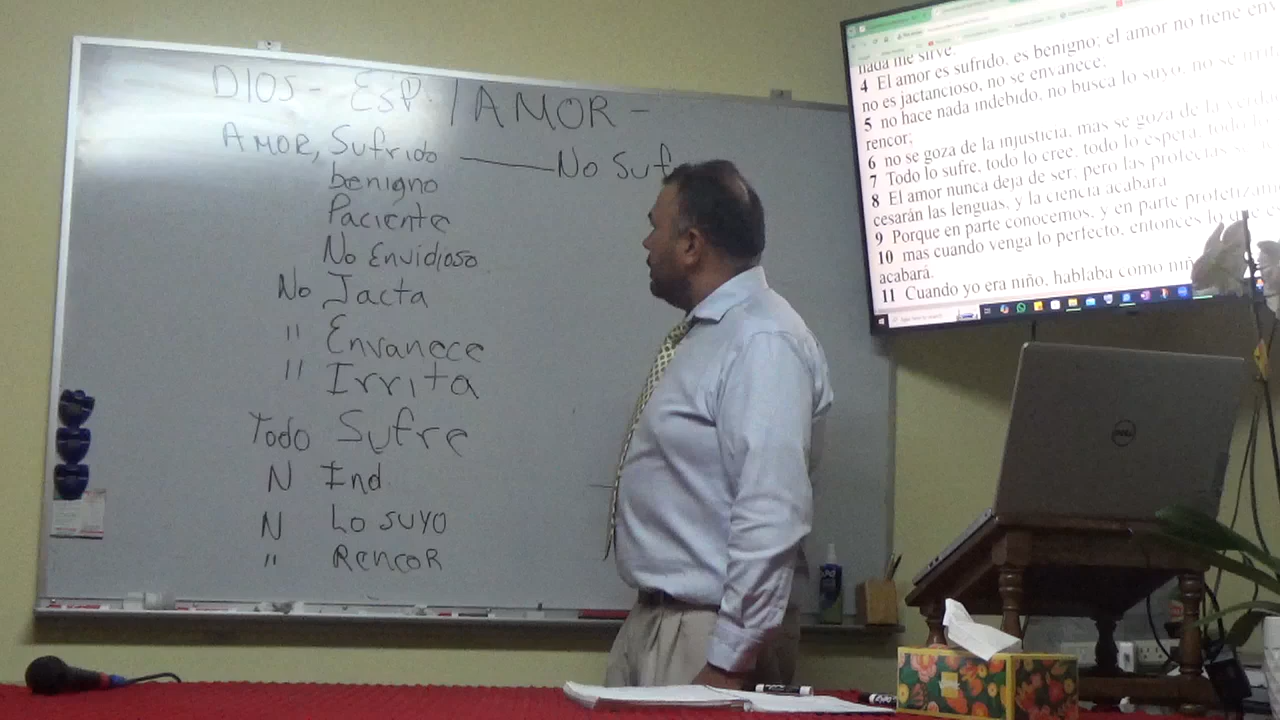 DIOS - ESP. / AMOR -
AMOR, Sufrido — No Suf
benigno
Paciente
No Envidioso
No Jacta
" Envanece
" Irrita
Todo Sufre
N Ind
N Lo suyo
" Rencor
nada me sirve.
4 El amor es sufrido, es benigno; el amor no tiene
no es jactancioso, no se envanece;
5 no hace nada indebido, no busca lo suyo, no se
rencor;
6 no se goza de la injusticia, mas se goza de la
7 Todo lo sufre, todo lo cree, todo lo espera, todo lo
8 El amor nunca deja de ser; pero las profecías se
cesarán las lenguas, y la ciencia acabará
9 Porque en parte conocemos, y en parte profetizamos
10 mas cuando venga lo perfecto, entonces lo que
acabará.
11 Cuando yo era niño, hablaba como
DELL